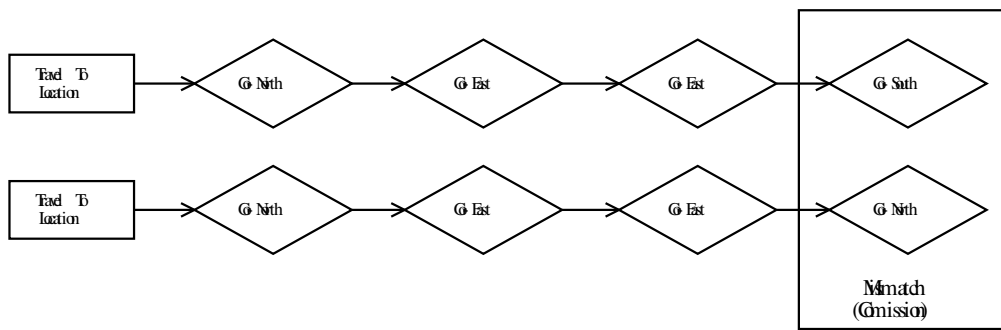 Travel To
Location
Go-North
Go-East
Go-East
Go-South
Travel To
Location
Go-North
Go-East
Go-East
Go-North
Mismatch
(Comission)